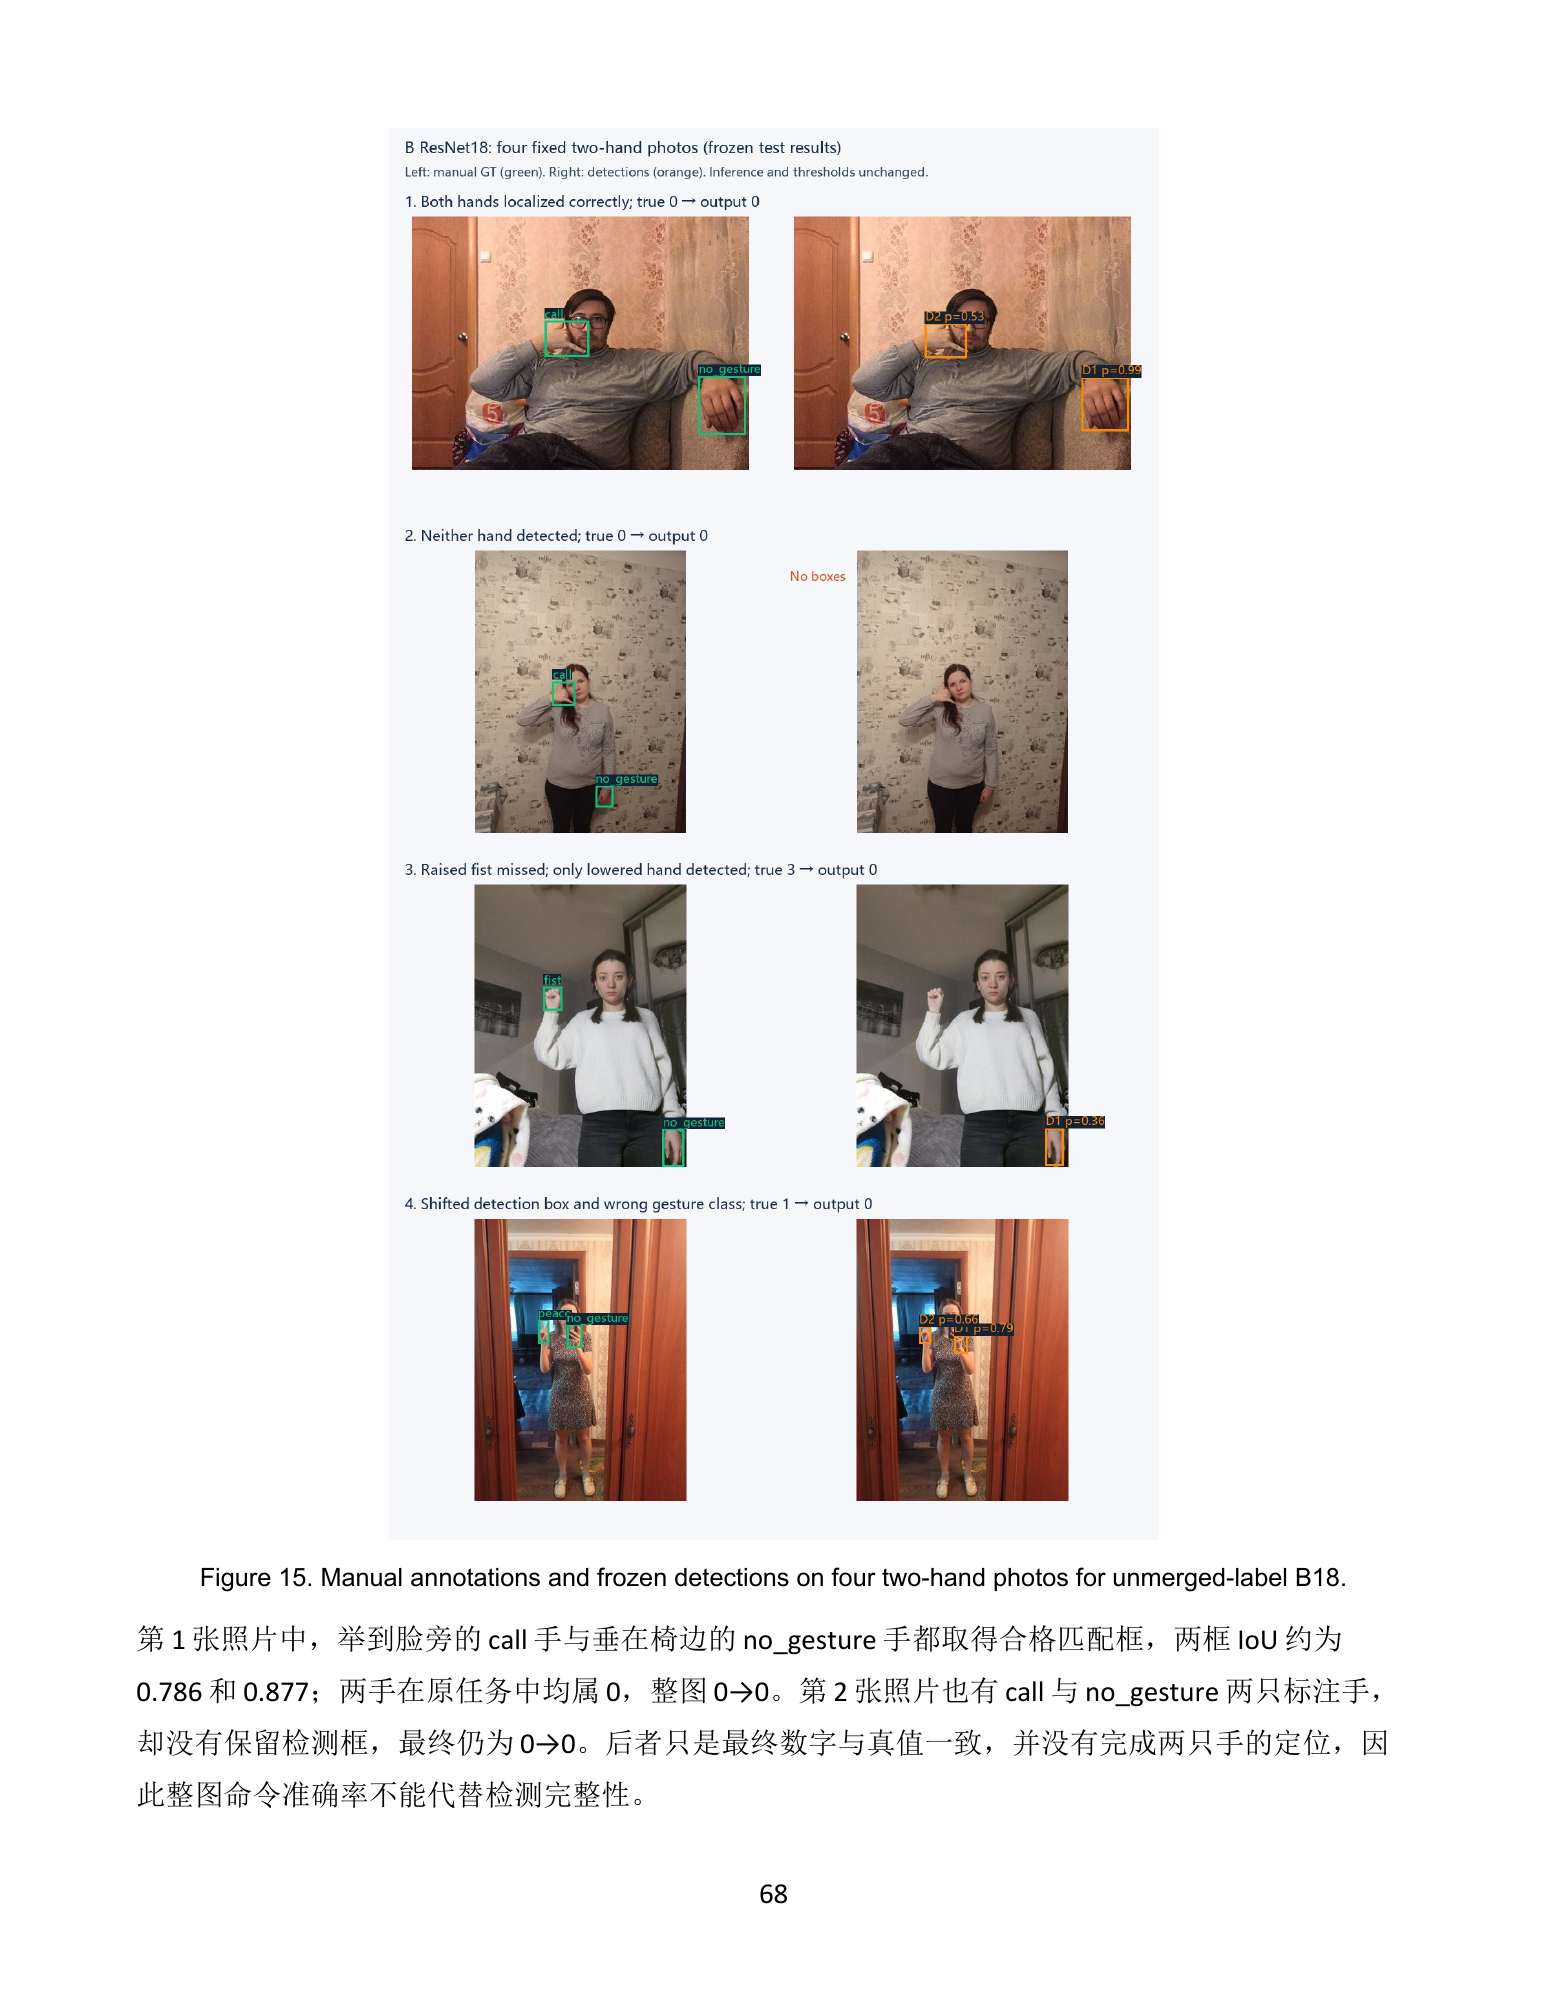 B ResNet18: four fixed two-hand photos (frozen test results)
Left: manual GT (green). Right: detections (orange). Inference and thresholds unchanged.
1. Both hands localized correctly; true 0 → output 0
call
no_gesture
D2 p=0.53
D1 p=0.99
5
5
2. Neither hand detected; true 0 → output 0
No boxes
call
no_gesture
3. Raised fist missed; only lowered hand detected; true 3 → output 0
fist
no_gesture
D1 p=0.36
4. Shifted detection box and wrong gesture class; true 1 → output 0
peace
no_gesture
D2 p=0.66
D1 p=0.79
Figure 15. Manual annotations and frozen detections on four two-hand photos for unmerged-label B18.
第 1 张照片中，举到脸旁的 call 手与垂在椅边的 no_gesture 手都取得合格匹配框，两框 IoU 约为
0.786 和 0.877；两手在原任务中均属 0，整图 0→0。第 2 张照片也有 call 与 no_gesture 两只标注手，
却没有保留检测框，最终仍为 0→0。后者只是最终数字与真值一致，并没有完成两只手的定位，因
此整图命令准确率不能代替检测完整性。
68